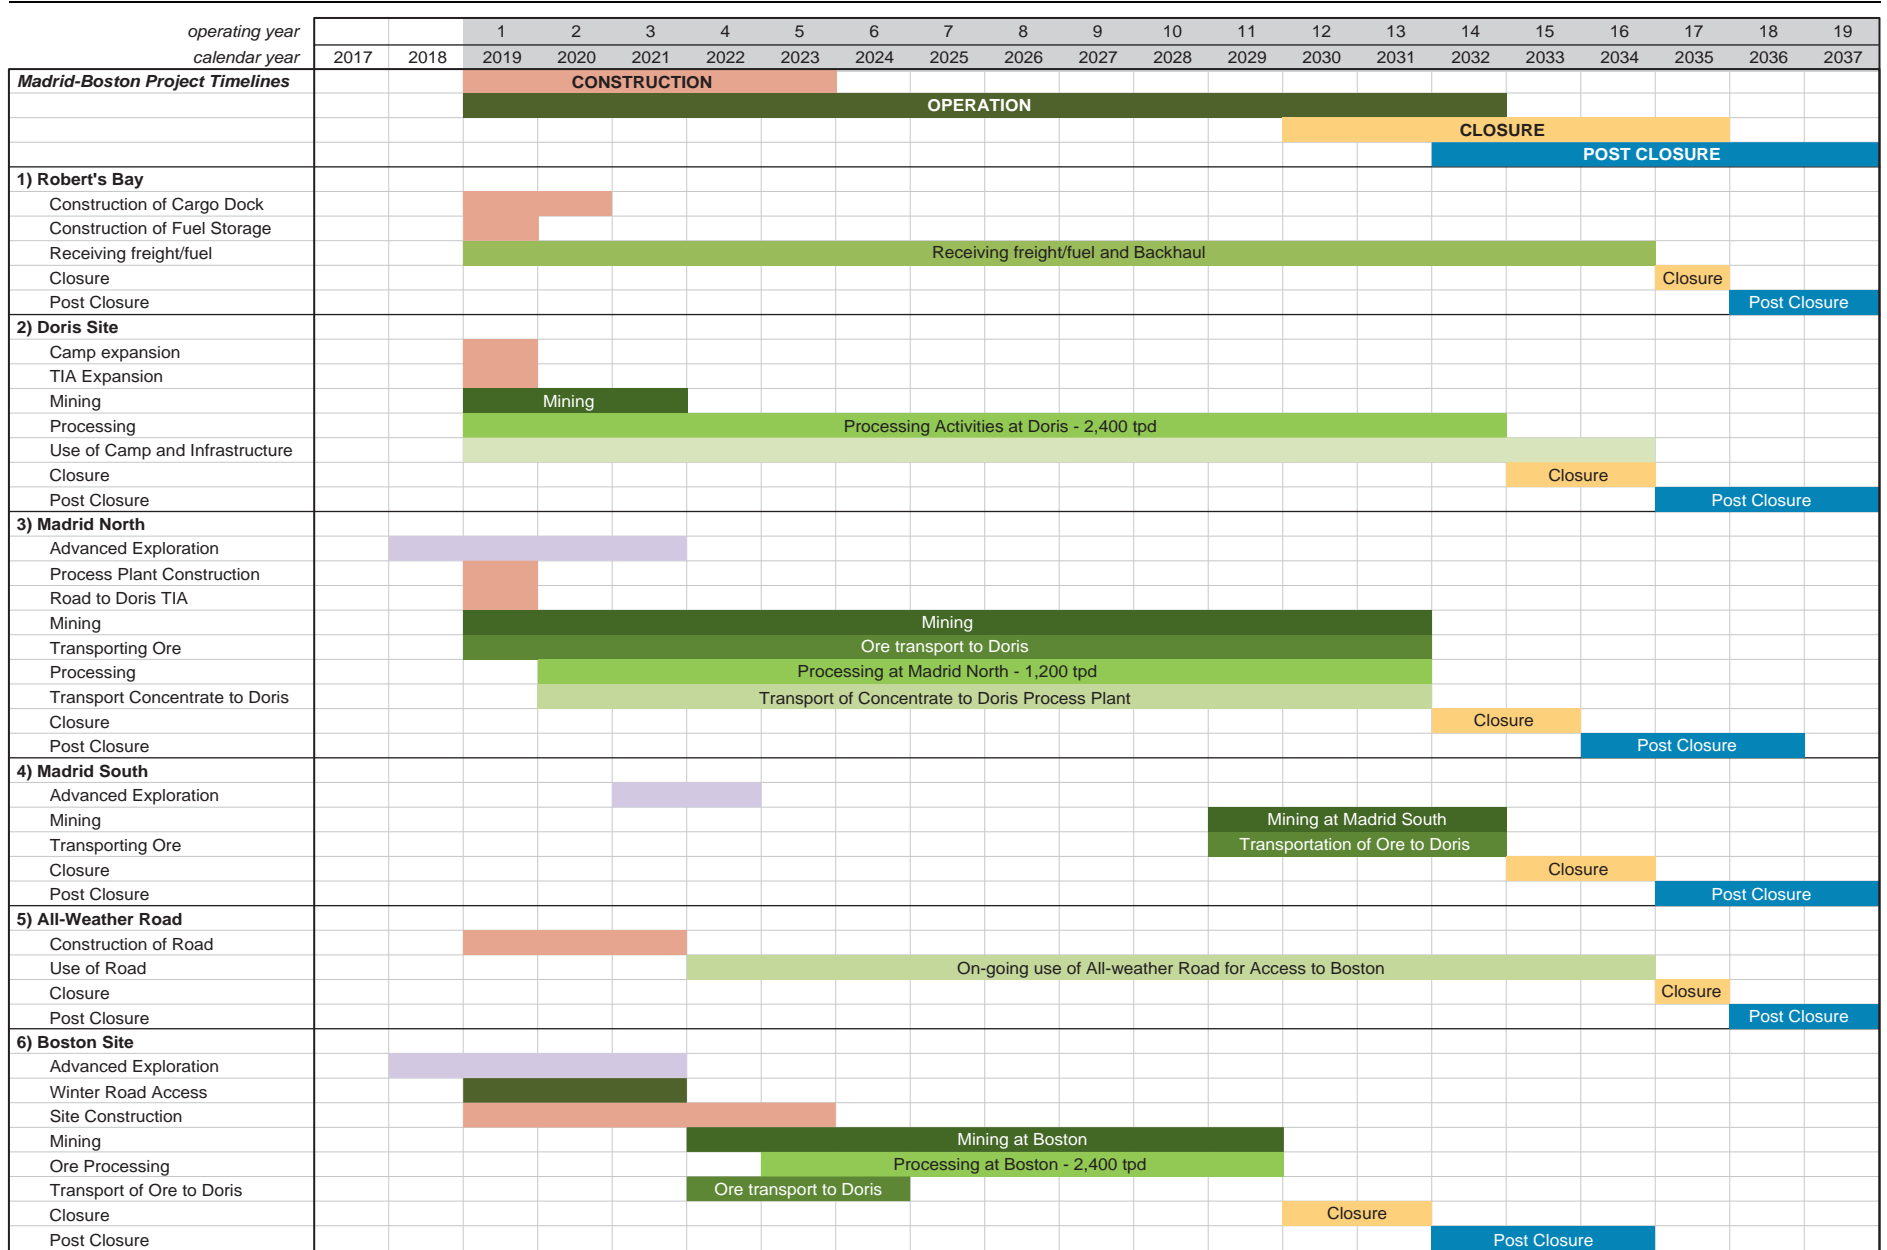 operating year 1 2 3 4 5 6 7 8 9 10 11 12 13 14 15 16 17 18 19
calendar year 2017 2018 2019 2020 2021 2022 2023 2024 2025 2026 2027 2028 2029 2030 2031 2032 2033 2034 2035 2036 2037
Madrid-Boston Project Timelines CONSTRUCTION
OPERATION
CLOSURE
POST CLOSURE
1) Robert's Bay
Construction of Cargo Dock
Construction of Fuel Storage
Receiving freight/fuel Receiving freight/fuel and Backhaul
Closure Closure
Post Closure Post Closure
2) Doris Site
Camp expansion
TIA Expansion
Mining Mining
Processing Processing Activities at Doris - 2,400 tpd
Use of Camp and Infrastructure
Closure Closure
Post Closure Post Closure
3) Madrid North
Advanced Exploration
Process Plant Construction
Road to Doris TIA
Mining Mining
Transporting Ore Ore transport to Doris
Processing Processing at Madrid North - 1,200 tpd
Transport Concentrate to Doris Transport of Concentrate to Doris Process Plant
Closure Closure
Post Closure Post Closure
4) Madrid South
Advanced Exploration
Mining Mining at Madrid South
Transporting Ore Transportation of Ore to Doris
Closure Closure
Post Closure Post Closure
5) All-Weather Road
Construction of Road
Use of Road On-going use of All-weather Road for Access to Boston
Closure Closure
Post Closure Post Closure
6) Boston Site
Advanced Exploration
Winter Road Access
Site Construction
Mining Mining at Boston
Ore Processing Processing at Boston - 2,400 tpd
Transport of Ore to Doris Ore transport to Doris
Closure Closure
Post Closure Post Closure